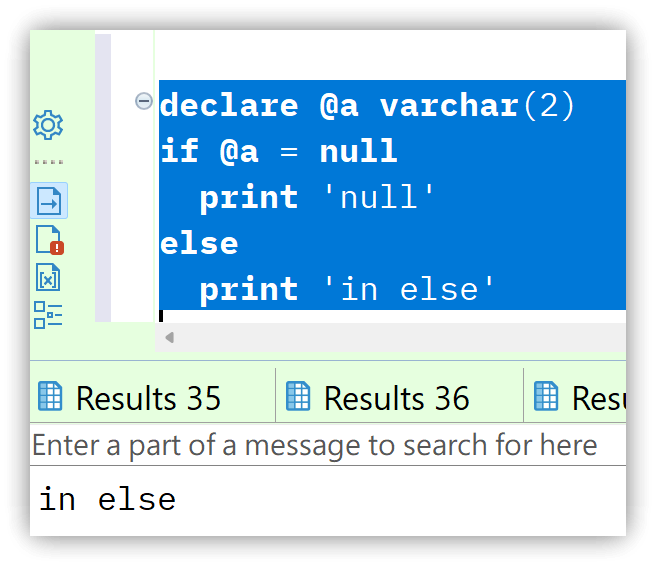 declare @a varchar(2)
if @a = null
  print 'null'
else
  print 'in else'
Results 35
Results 36
Enter a part of a message to search for here
in else